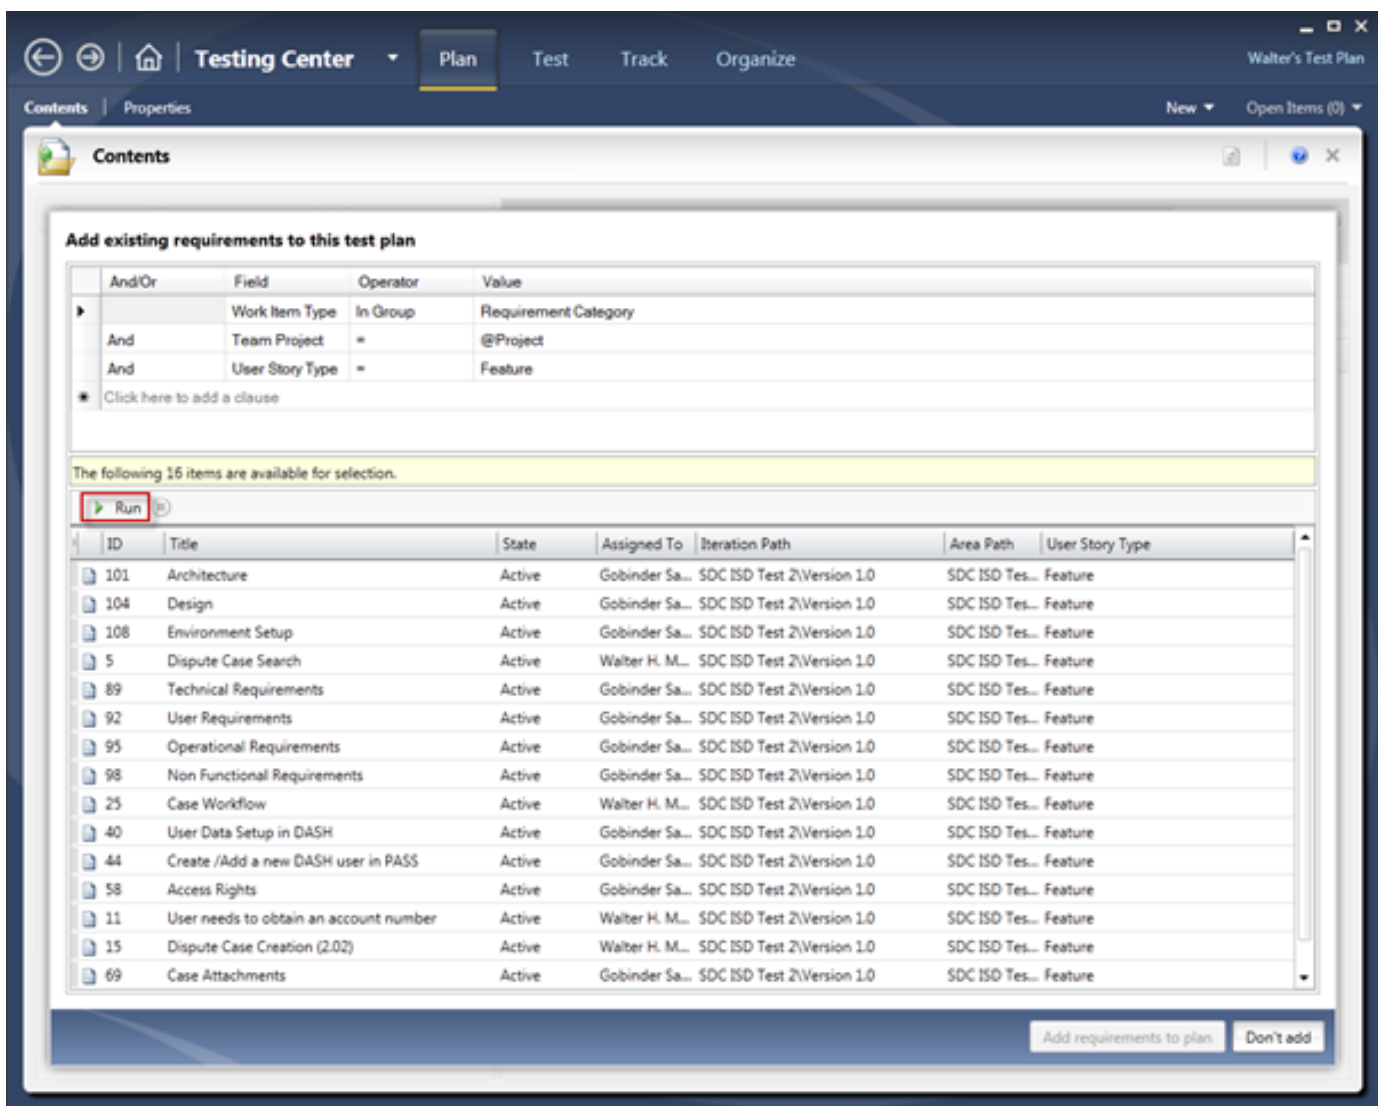 Testing Center Plan Test Track Organize Walter's Test Plan
Contents Properties New Open Items (0)
Contents
Add existing requirements to this test plan
And/Or Field Operator Value
Work Item Type In Group Requirement Category
And Team Project = @Project
And User Story Type = Feature
Click here to add a clause
The following 16 items are available for selection.
Run
ID Title State Assigned To Iteration Path Area Path User Story Type
101 Architecture Active Gobinder Sa... SDC ISD Test 2\Version 1.0 SDC ISD Tes... Feature
104 Design Active Gobinder Sa... SDC ISD Test 2\Version 1.0 SDC ISD Tes... Feature
108 Environment Setup Active Gobinder Sa... SDC ISD Test 2\Version 1.0 SDC ISD Tes... Feature
5 Dispute Case Search Active Walter H. M... SDC ISD Test 2\Version 1.0 SDC ISD Tes... Feature
89 Technical Requirements Active Gobinder Sa... SDC ISD Test 2\Version 1.0 SDC ISD Tes... Feature
92 User Requirements Active Gobinder Sa... SDC ISD Test 2\Version 1.0 SDC ISD Tes... Feature
95 Operational Requirements Active Gobinder Sa... SDC ISD Test 2\Version 1.0 SDC ISD Tes... Feature
98 Non Functional Requirements Active Gobinder Sa... SDC ISD Test 2\Version 1.0 SDC ISD Tes... Feature
25 Case Workflow Active Walter H. M... SDC ISD Test 2\Version 1.0 SDC ISD Tes... Feature
40 User Data Setup in DASH Active Gobinder Sa... SDC ISD Test 2\Version 1.0 SDC ISD Tes... Feature
44 Create /Add a new DASH user in PASS Active Gobinder Sa... SDC ISD Test 2\Version 1.0 SDC ISD Tes... Feature
58 Access Rights Active Gobinder Sa... SDC ISD Test 2\Version 1.0 SDC ISD Tes... Feature
11 User needs to obtain an account number Active Walter H. M... SDC ISD Test 2\Version 1.0 SDC ISD Tes... Feature
15 Dispute Case Creation (2.02) Active Walter H. M... SDC ISD Test 2\Version 1.0 SDC ISD Tes... Feature
69 Case Attachments Active Gobinder Sa... SDC ISD Test 2\Version 1.0 SDC ISD Tes... Feature
Add requirements to plan Don't add